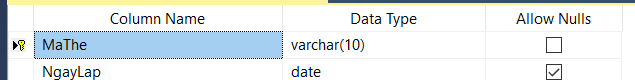 Column Name Data Type Allow Nulls
MaThe varchar(10)
NgayLap date